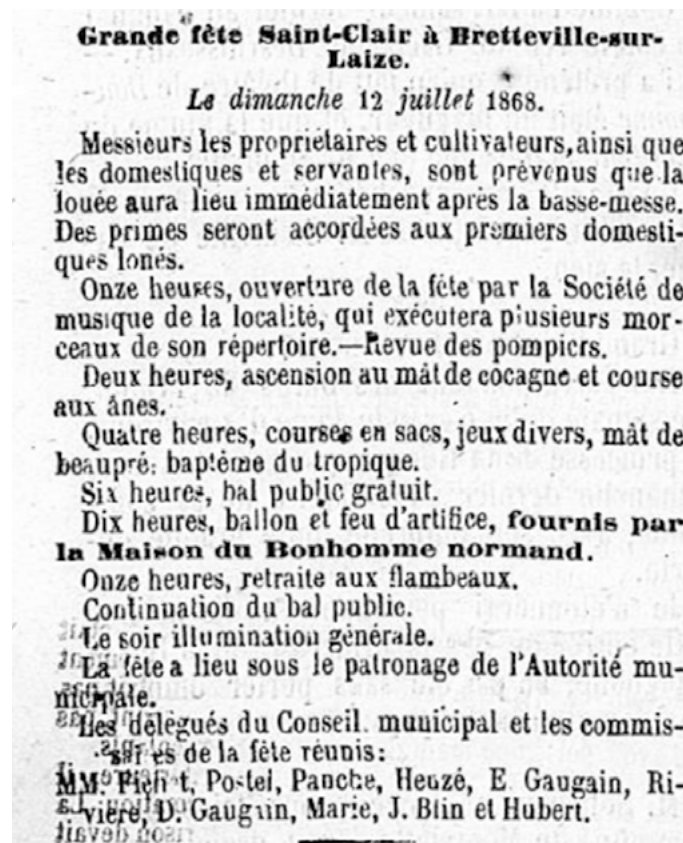 Grande fête Saint-Clair à Bretteville-sur-
Laize.
Le dimanche 12 juillet 1868.
Messieurs les propriétaires et cultivateurs, ainsi que
les domestiques et servantes, sont prévenus que la
louée aura lieu immédiatement après la basse-messe.
Des primes seront accordées aux premiers domesti-
ques loués.
Onze heures, ouverture de la fête par la Société de
musique de la localité, qui exécutera plusieurs mor-
ceaux de son répertoire.—Revue des pompiers.
Deux heures, ascension au mât de cocagne et course
aux ânes.
Quatre heures, courses en sacs, jeux divers, mât de
beaupré: baptême du tropique.
Six heures, bal public gratuit.
Dix heures, ballon et feu d'artifice, fournis par
la Maison du Bonhomme normand.
Onze heures, retraite aux flambeaux.
Continuation du bal public.
Le soir illumination générale.
La fête a lieu sous le patronage de l'Autorité mu-
nicipale.
Les délégués du Conseil municipal et les commis-
saires de la fête réunis:
MM. Postel, Panche, Heuzé, E. Gaugain, Ri-
vière, D. Gaugain, Marie, J. Blin et Hubert.